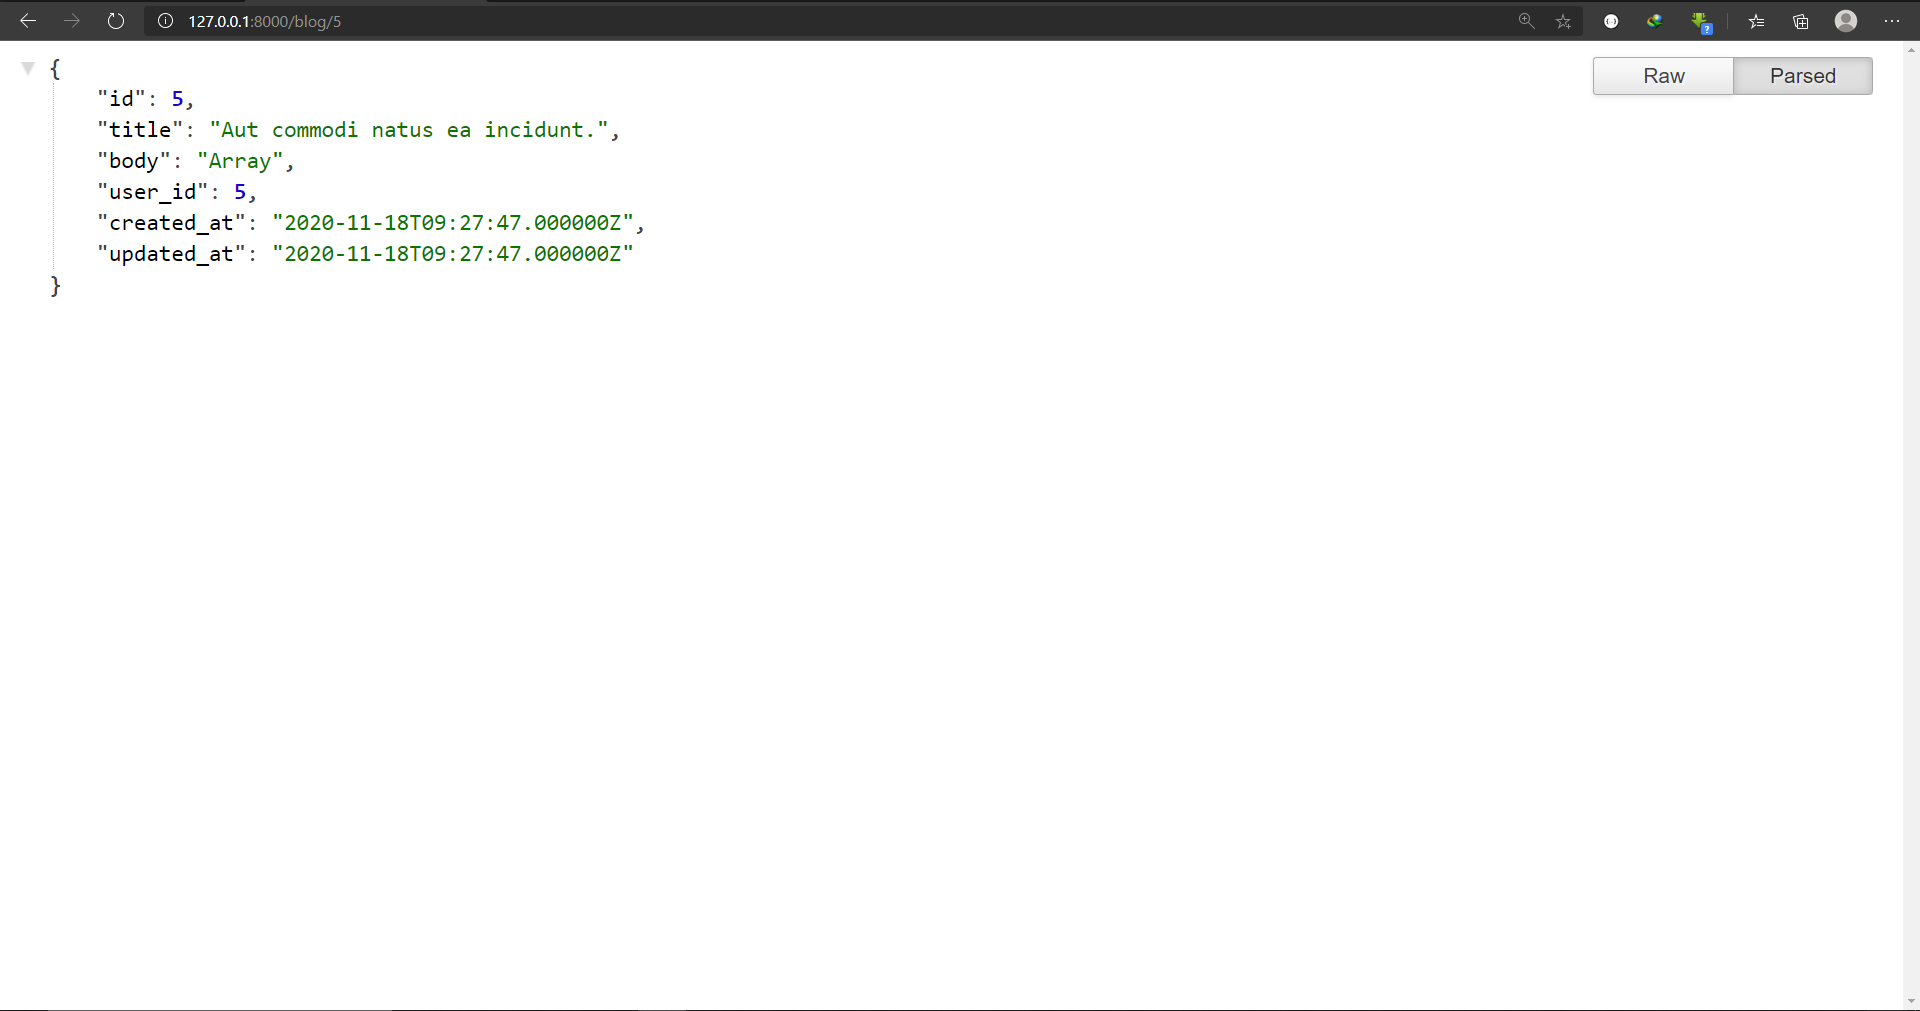 127.0.0.1:8000/blog/5
{
Raw Parsed
"id": 5,
"title": "Aut commodi natus ea incidunt.",
"body": "Array",
"user_id": 5,
"created_at": "2020-11-18T09:27:47.000000Z",
"updated_at": "2020-11-18T09:27:47.000000Z"
}